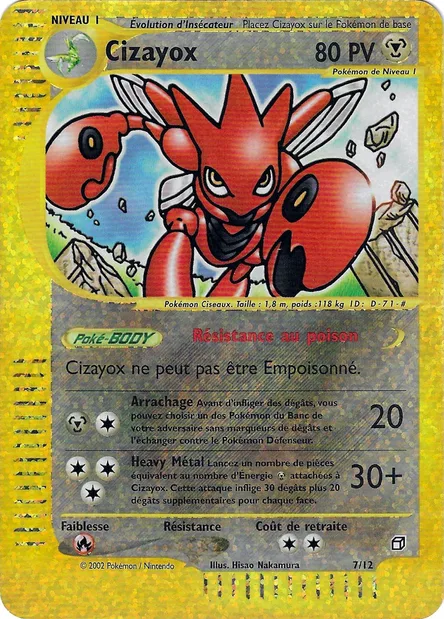 NIVEAU 1
Évolution d'Insécateur Placez Cizayox sur le Pokémon de base
Cizayox 80 PV
Pokémon de Niveau 1
Pokémon Ciseaux. Taille : 1,8 m, poids :118 kg ID: D-71-#
Poké-BODY Résistance au poison
Cizayox ne peut pas être Empoisonné.
Arrachage Avant d'infliger des dégâts, vous
pouvez choisir un des Pokémon du Banc de
votre adversaire sans marqueurs de dégâts et
l'échanger contre le Pokémon Défenseur.
20
Heavy Métal Lancez un nombre de pièces
équivalant au nombre d'Énergie attachées à
Cizayox. Cette attaque inflige 30 dégâts plus 20
dégâts supplémentaires pour chaque face.
30+
Faiblesse Résistance Coût de retraite
© 2002 Pokémon / Nintendo Illus. Hisao Nakamura 7/12